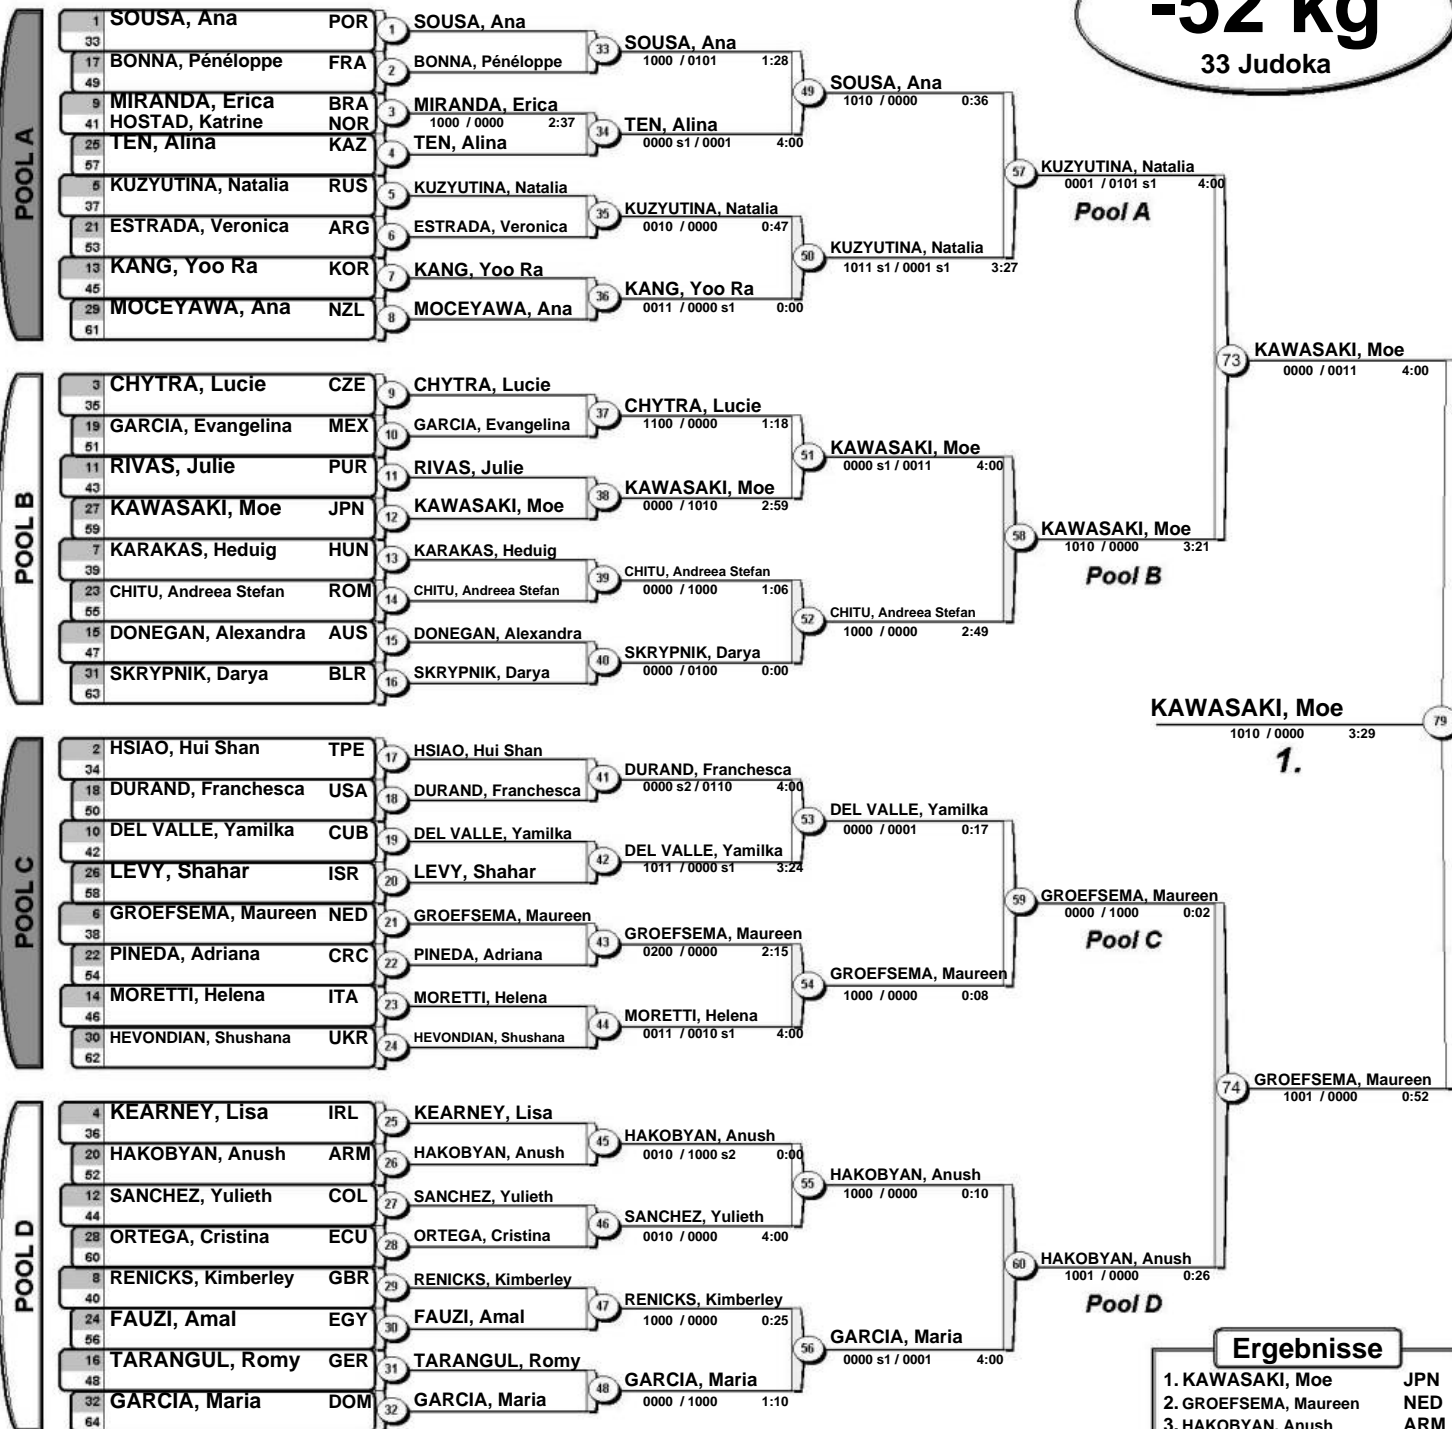 -52 kg
33 Judoka
POOL A
1 SOUSA, Ana POR
33
17 BONNA, Pénéloppe FRA
49
9 MIRANDA, Erica BRA
41 HOSTAD, Katrine NOR
25 TEN, Alina KAZ
57
5 KUZYUTINA, Natalia RUS
37
21 ESTRADA, Veronica ARG
53
13 KANG, Yoo Ra KOR
45
29 MOCEYAWA, Ana NZL
61
1 SOUSA, Ana
2 BONNA, Pénéloppe
3 MIRANDA, Erica
1000 / 0000 2:37
4 TEN, Alina
5 KUZYUTINA, Natalia
6 ESTRADA, Veronica
7 KANG, Yoo Ra
8 MOCEYAWA, Ana
33 SOUSA, Ana
1000 / 0101 1:28
34 TEN, Alina
0000 s1 / 0001 4:00
35 KUZYUTINA, Natalia
0010 / 0000 0:47
36 KANG, Yoo Ra
0011 / 0000 s1 0:00
49 SOUSA, Ana
1010 / 0000 0:36
50 KUZYUTINA, Natalia
1011 s1 / 0001 s1 3:27
57 KUZYUTINA, Natalia
0001 / 0101 s1 4:00
Pool A
POOL B
3 CHYTRA, Lucie CZE
35
19 GARCIA, Evangelina MEX
51
11 RIVAS, Julie PUR
43
27 KAWASAKI, Moe JPN
59
7 KARAKAS, Heduig HUN
39
23 CHITU, Andreea Stefan ROM
55
15 DONEGAN, Alexandra AUS
47
31 SKRYPNIK, Darya BLR
63
9 CHYTRA, Lucie
10 GARCIA, Evangelina
11 RIVAS, Julie
12 KAWASAKI, Moe
13 KARAKAS, Heduig
14 CHITU, Andreea Stefan
15 DONEGAN, Alexandra
16 SKRYPNIK, Darya
37 CHYTRA, Lucie
1100 / 0000 1:18
38 KAWASAKI, Moe
0000 / 1010 2:59
39 CHITU, Andreea Stefan
0000 / 1000 1:06
40 SKRYPNIK, Darya
0000 / 0100 0:00
51 KAWASAKI, Moe
0000 s1 / 0011 4:00
52 CHITU, Andreea Stefan
1000 / 0000 2:49
58 KAWASAKI, Moe
1010 / 0000 3:21
Pool B
73 KAWASAKI, Moe
0000 / 0011 4:00
KAWASAKI, Moe 79
1010 / 0000 3:29
1.
POOL C
2 HSIAO, Hui Shan TPE
34
18 DURAND, Franchesca USA
50
10 DEL VALLE, Yamilka CUB
42
26 LEVY, Shahar ISR
58
6 GROEFSEMA, Maureen NED
38
22 PINEDA, Adriana CRC
54
14 MORETTI, Helena ITA
46
30 HEVONDIAN, Shushana UKR
62
17 HSIAO, Hui Shan
18 DURAND, Franchesca
19 DEL VALLE, Yamilka
20 LEVY, Shahar
21 GROEFSEMA, Maureen
22 PINEDA, Adriana
23 MORETTI, Helena
24 HEVONDIAN, Shushana
41 DURAND, Franchesca
0000 s2 / 0110 4:00
42 DEL VALLE, Yamilka
1011 / 0000 s1 3:24
43 GROEFSEMA, Maureen
0200 / 0000 2:15
44 MORETTI, Helena
0011 / 0010 s1 4:00
53 DEL VALLE, Yamilka
0000 / 0001 0:17
54 GROEFSEMA, Maureen
1000 / 0000 0:08
59 GROEFSEMA, Maureen
0000 / 1000 0:02
Pool C
POOL D
4 KEARNEY, Lisa IRL
36
20 HAKOBYAN, Anush ARM
52
12 SANCHEZ, Yulieth COL
44
28 ORTEGA, Cristina ECU
60
8 RENICKS, Kimberley GBR
40
24 FAUZI, Amal EGY
56
16 TARANGUL, Romy GER
48
32 GARCIA, Maria DOM
64
25 KEARNEY, Lisa
26 HAKOBYAN, Anush
27 SANCHEZ, Yulieth
28 ORTEGA, Cristina
29 RENICKS, Kimberley
30 FAUZI, Amal
31 TARANGUL, Romy
32 GARCIA, Maria
45 HAKOBYAN, Anush
0010 / 1000 s2 0:00
46 SANCHEZ, Yulieth
0010 / 0000 4:00
47 RENICKS, Kimberley
1000 / 0000 0:25
48 GARCIA, Maria
0000 / 1000 1:10
55 HAKOBYAN, Anush
1000 / 0000 0:10
56 GARCIA, Maria
0000 s1 / 0001 4:00
60 HAKOBYAN, Anush
1001 / 0000 0:26
Pool D
74 GROEFSEMA, Maureen
1001 / 0000 0:52
Ergebnisse
1. KAWASAKI, Moe JPN
2. GROEFSEMA, Maureen NED
3. HAKOBYAN, Anush ARM